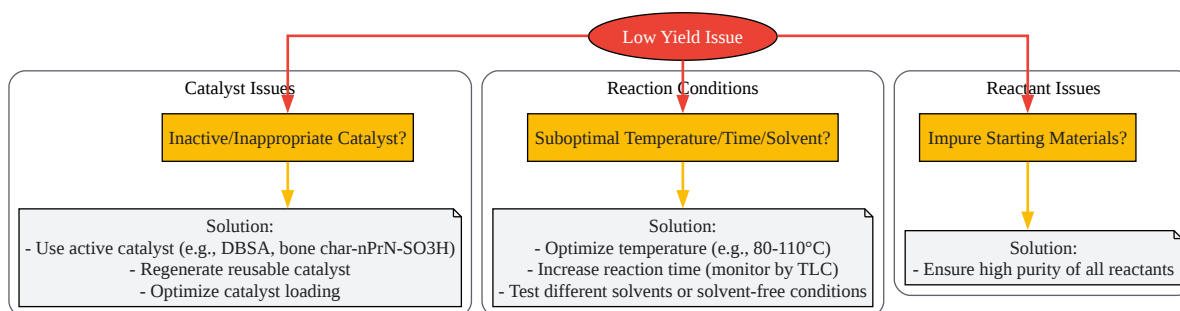 Low Yield Issue
Catalyst Issues
Inactive/Inappropriate Catalyst?
Solution:
- Use active catalyst (e.g., DBSA, bone char-nPrN-SO3H)
- Regenerate reusable catalyst
- Optimize catalyst loading
Reaction Conditions
Suboptimal Temperature/Time/Solvent?
Solution:
- Optimize temperature (e.g., 80-110°C)
- Increase reaction time (monitor by TLC)
- Test different solvents or solvent-free conditions
Reactant Issues
Impure Starting Materials?
Solution:
- Ensure high purity of all reactants